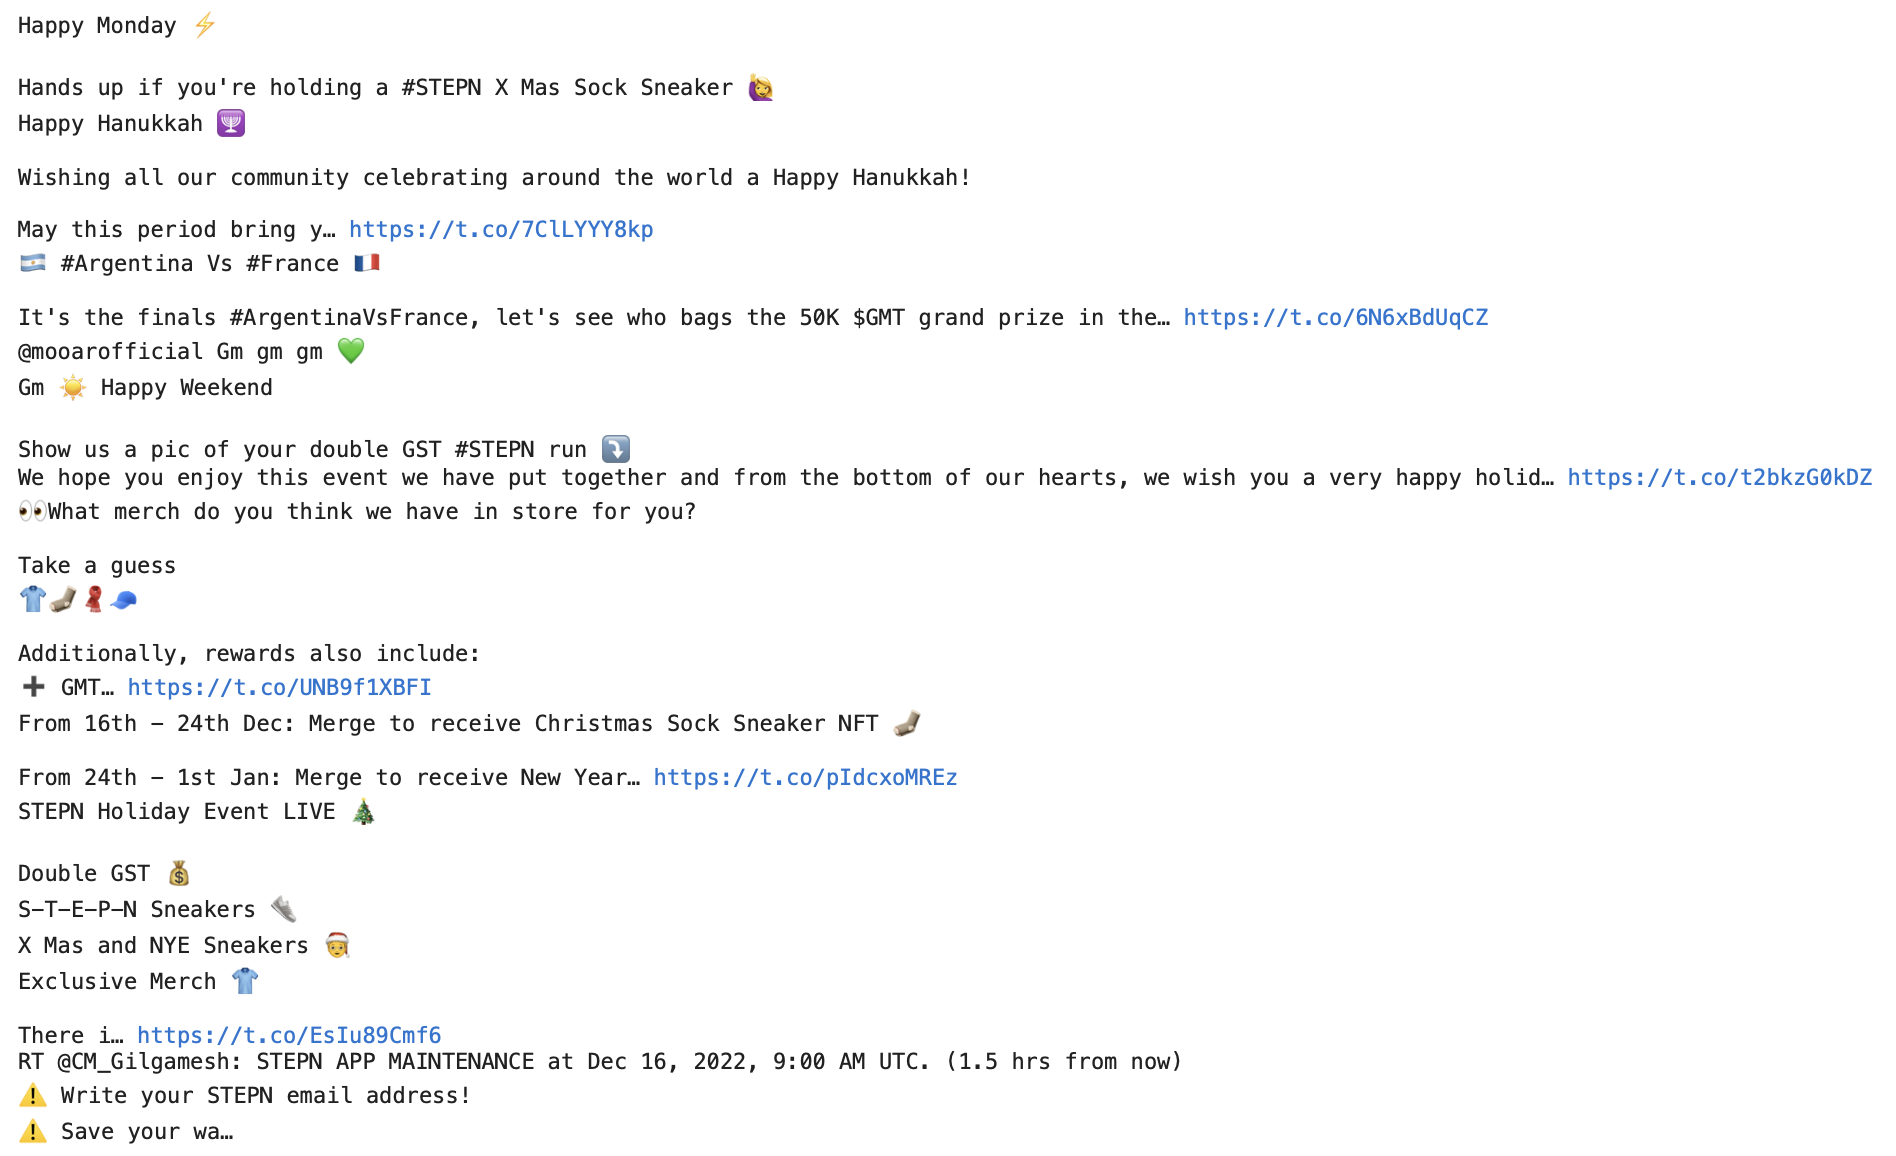 Happy Monday ⚡
Hands up if you're holding a #STEPN X Mas Sock Sneaker 🙋‍♀️
Happy Hanukkah 🕎
Wishing all our community celebrating around the world a Happy Hanukkah!
May this period bring y… https://t.co/7ClLYYY8kp
🇦🇷 #Argentina Vs #France 🇫🇷
It's the finals #ArgentinaVsFrance, let's see who bags the 50K $GMT grand prize in the… https://t.co/6N6xBdUqCZ
@mooarofficial Gm gm gm 💚
Gm ☀️ Happy Weekend
Show us a pic of your double GST #STEPN run ⤵️
We hope you enjoy this event we have put together and from the bottom of our hearts, we wish you a very happy holid… https://t.co/t2bkzG0kDZ
👀What merch do you think we have in store for you?
Take a guess
👕🧦🧣🧢
Additionally, rewards also include:
➕ GMT… https://t.co/UNB9f1XBFI
From 16th - 24th Dec: Merge to receive Christmas Sock Sneaker NFT 🧦
From 24th - 1st Jan: Merge to receive New Year… https://t.co/pIdcxoMREz
STEPN Holiday Event LIVE 🎄
Double GST 💰
S-T-E-P-N Sneakers 👟
X Mas and NYE Sneakers 🧑‍🎄
Exclusive Merch 👕
There i… https://t.co/EsIu89Cmf6
RT @CM_Gilgamesh: STEPN APP MAINTENANCE at Dec 16, 2022, 9:00 AM UTC. (1.5 hrs from now)
⚠️ Write your STEPN email address!
⚠️ Save your wa…